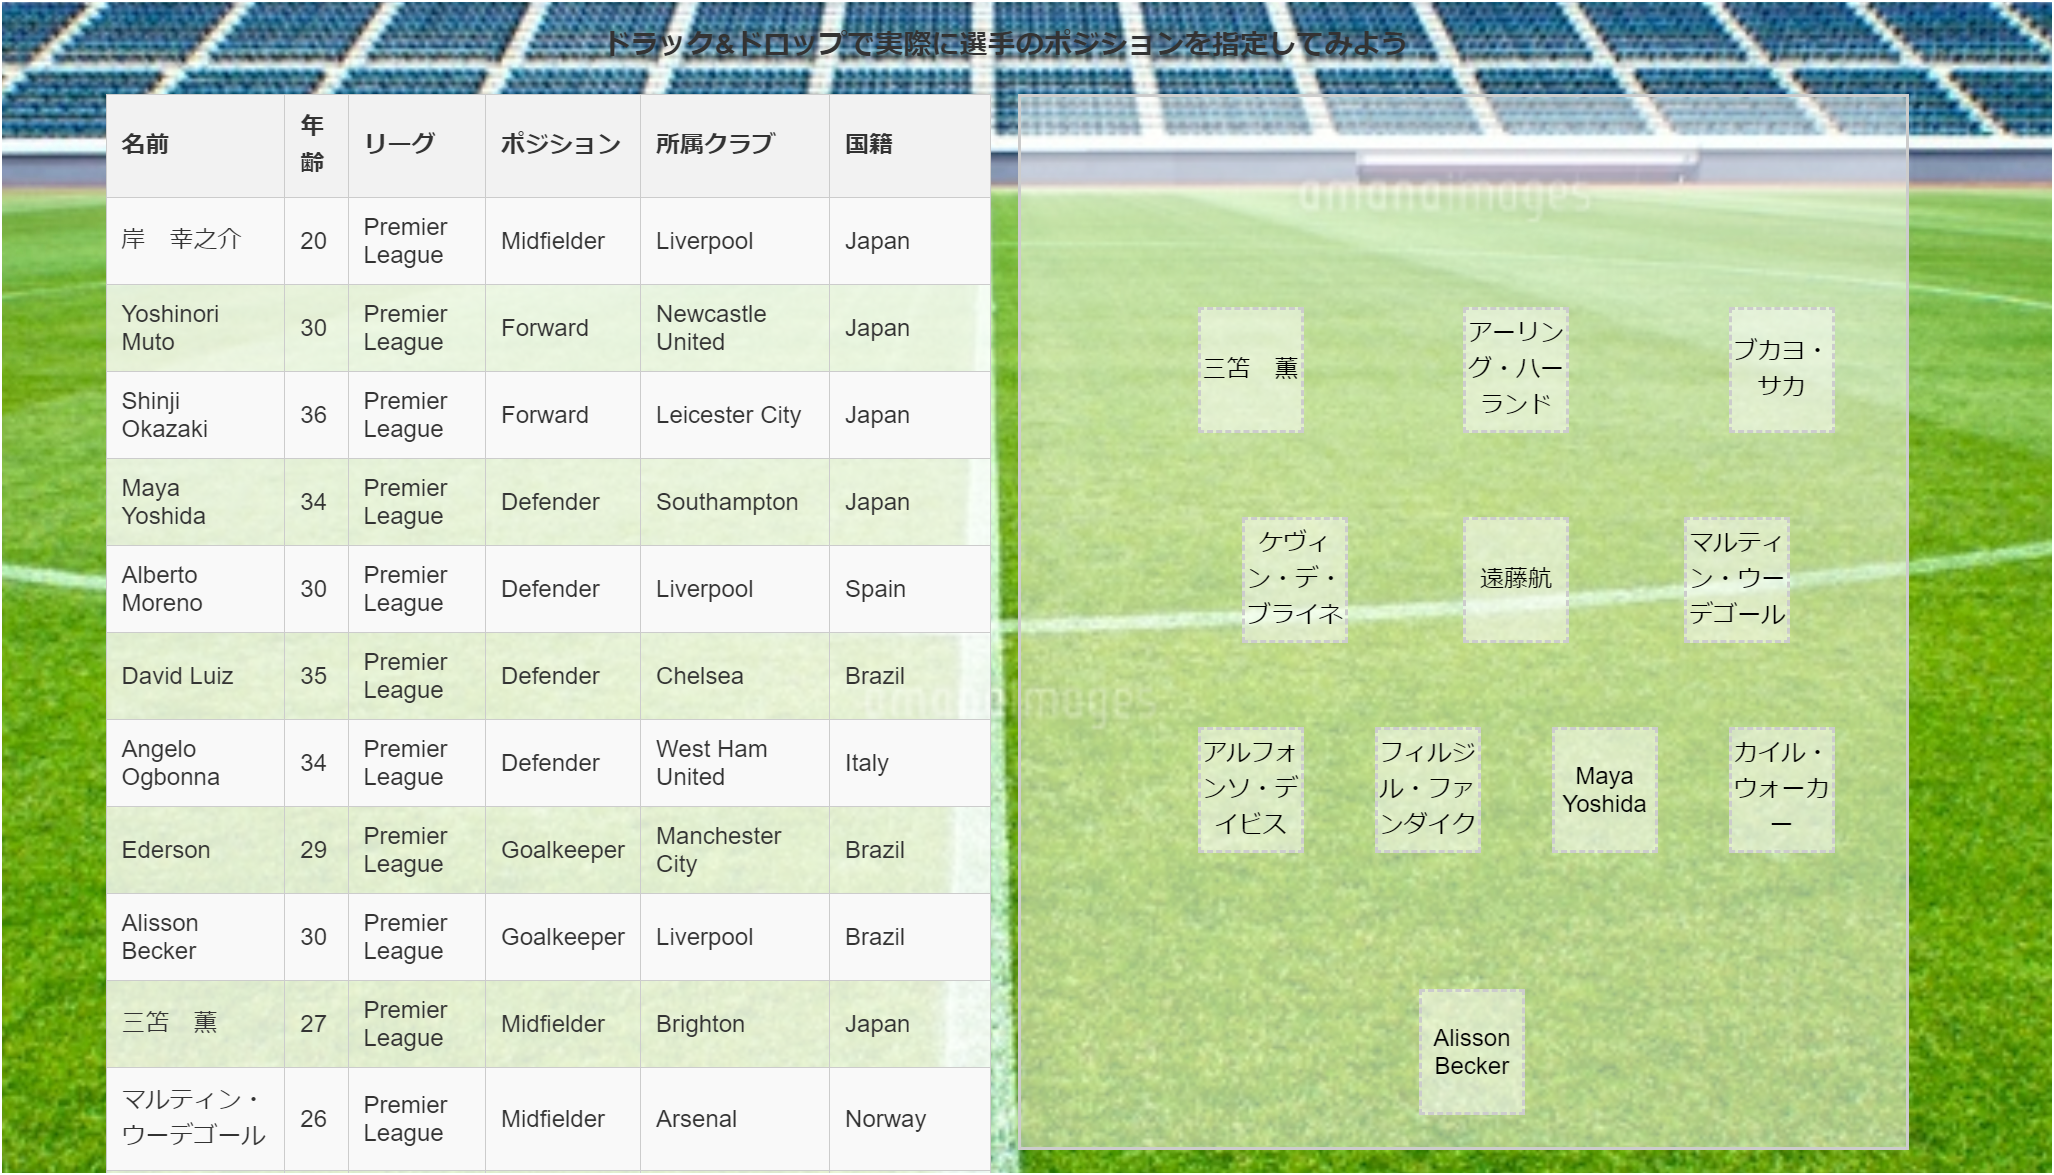 ドラック&ドロップで実際に選手のポジションを指定してみよう
名前 年齢 リーグ ポジション 所属クラブ 国籍
岸　幸之介 20 Premier League Midfielder Liverpool Japan
Yoshinori Muto 30 Premier League Forward Newcastle United Japan
Shinji Okazaki 36 Premier League Forward Leicester City Japan
Maya Yoshida 34 Premier League Defender Southampton Japan
Alberto Moreno 30 Premier League Defender Liverpool Spain
David Luiz 35 Premier League Defender Chelsea Brazil
Angelo Ogbonna 34 Premier League Defender West Ham United Italy
Ederson 29 Premier League Goalkeeper Manchester City Brazil
Alisson Becker 30 Premier League Goalkeeper Liverpool Brazil
三笘　薫 27 Premier League Midfielder Brighton Japan
マルティン・ウーデゴール 26 Premier League Midfielder Arsenal Norway
amanaimages
三笘　薫
アーリング・ハーランド
ブカヨ・サカ
ケヴィン・デ・ブライネ
遠藤航
マルティン・ウーデゴール
amanaimages
アルフォンソ・デイビス
フィルジル・ファンダイク
Maya Yoshida
カイル・ウォーカー
Alisson Becker